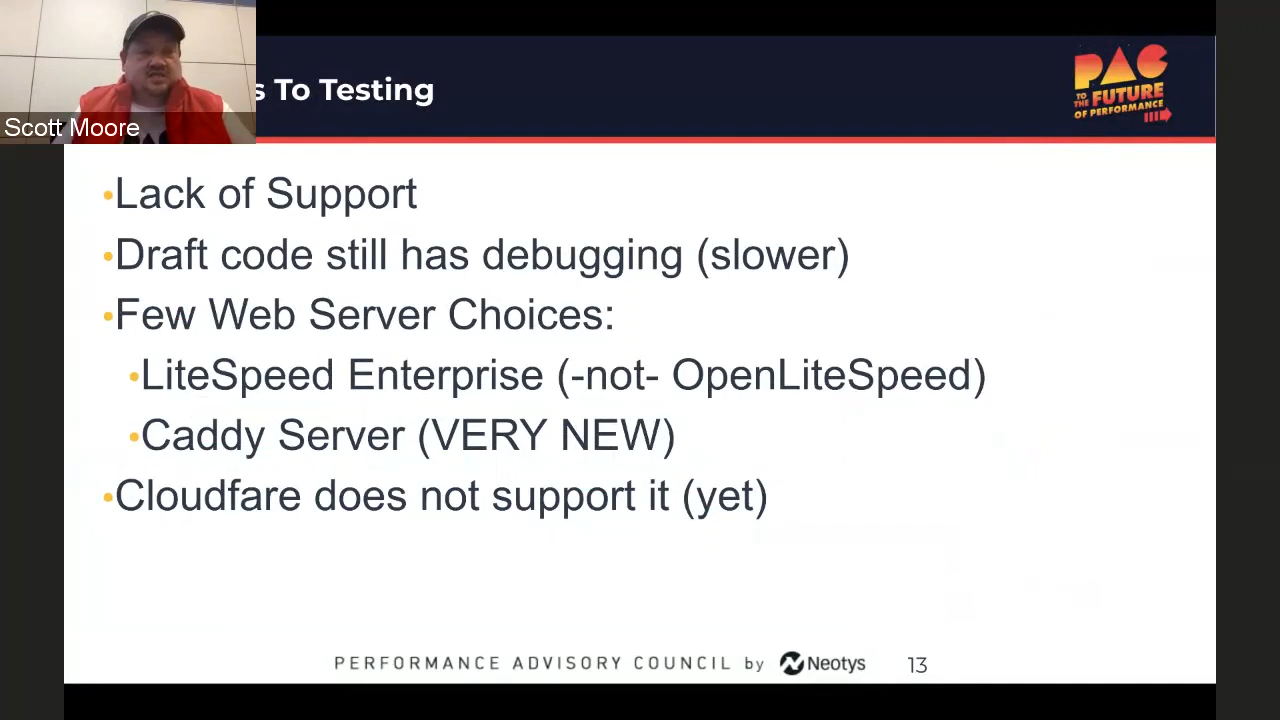 s To Testing
PAC
TO THE FUTURE
OF PERFORMANCE
Scott Moore
•Lack of Support
•Draft code still has debugging (slower)
•Few Web Server Choices:
•LiteSpeed Enterprise (-not- OpenLiteSpeed)
•Caddy Server (VERY NEW)
•Cloudfare does not support it (yet)
PERFORMANCE ADVISORY COUNCIL by Neotys 13